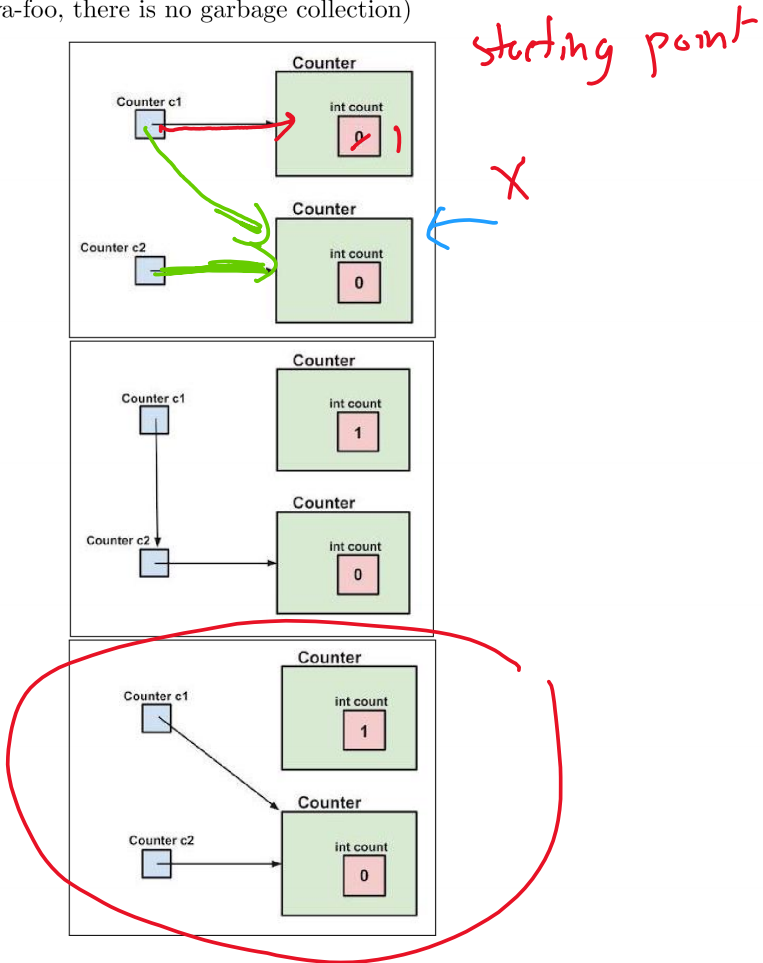 va-foo, there is no garbage collection)
starting point
Counter
Counter c1
int count
0 1
X
Counter
Counter c2
int count
0
Counter
Counter c1
int count
1
Counter
Counter c2
int count
0
Counter
Counter c1
int count
1
Counter
Counter c2
int count
0